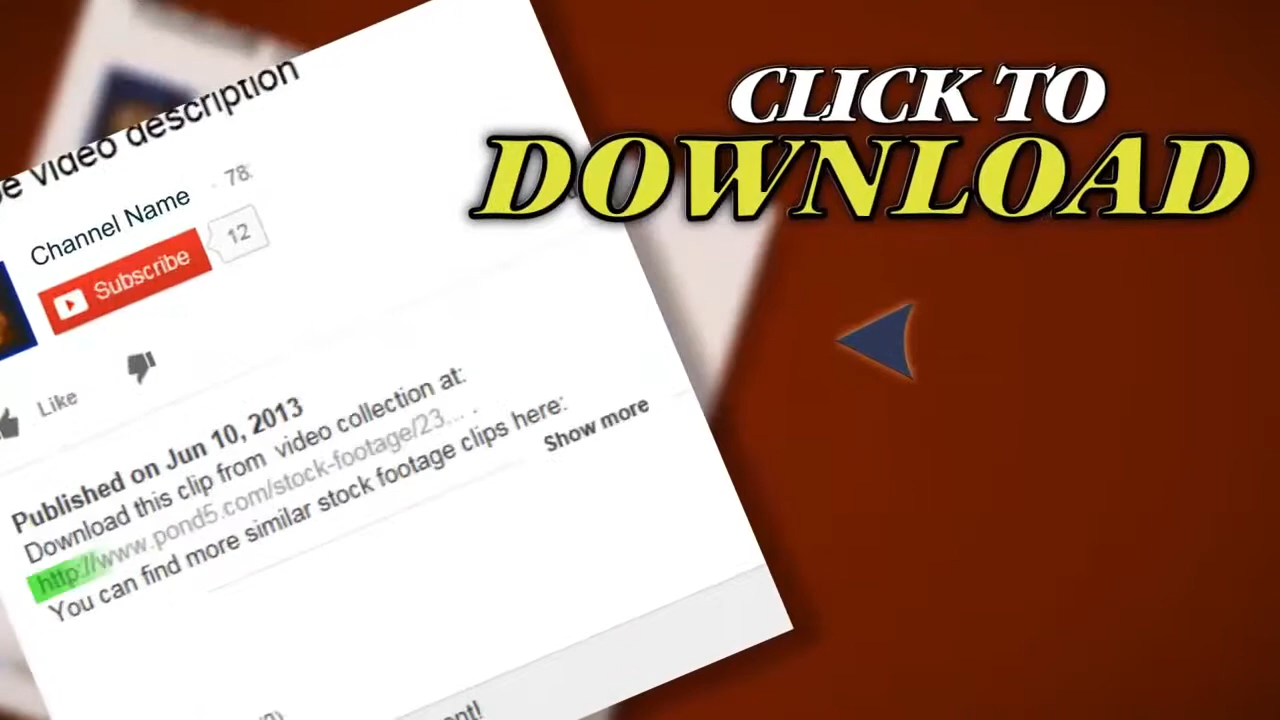 CLICK TO
DOWNLOAD
video description
Channel Name
78
Subscribe
12
Like
Published on Jun 10, 2013
Download this clip from video collection at:
http://www.pond5.com/stock-footage/23...
You can find more similar stock footage clips here:
Show more